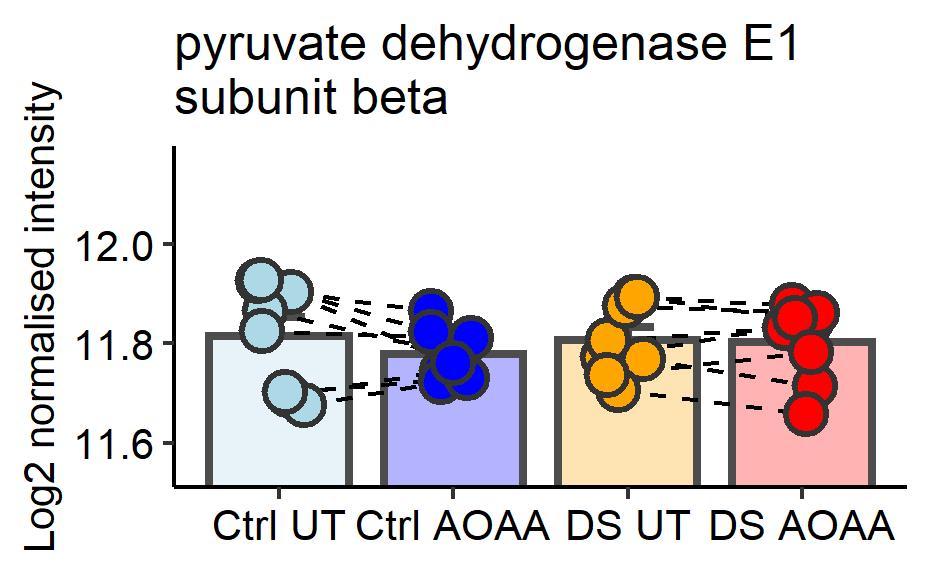 pyruvate dehydrogenase E1
subunit beta
Log2 normalised intensity
12.0
11.8
11.6
Ctrl UT Ctrl AOAA DS UT DS AOAA